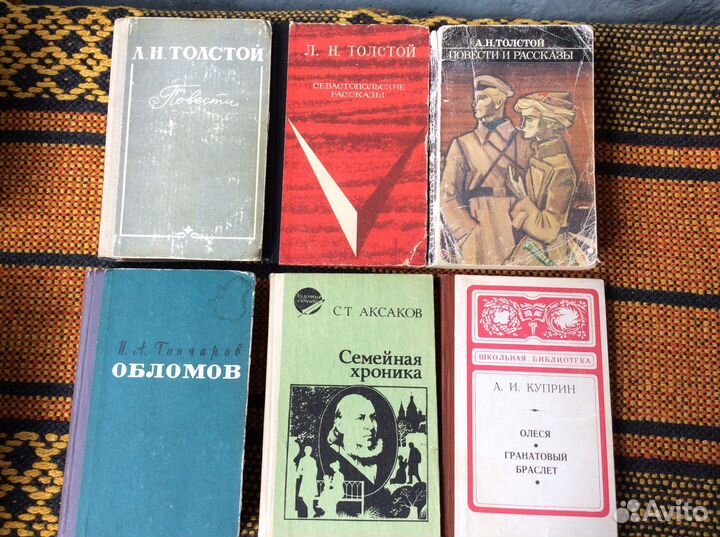 Л.Н.ТОЛСТОЙ
Повести
Л. Н. ТОЛСТОЙ
СЕВАСТОПОЛЬСКИЕ
РАССКАЗЫ
А.Н.ТОЛСТОЙ
ПОВЕСТИ И РАССКАЗЫ
И. А. Гончаров
ОБЛОМОВ
С.Т. АКСАКОВ
Семейная
хроника
ШКОЛЬНАЯ БИБЛИОТЕКА
А. И. КУПРИН
ОЛЕСЯ
ГРАНАТОВЫЙ
БРАСЛЕТ
Avito